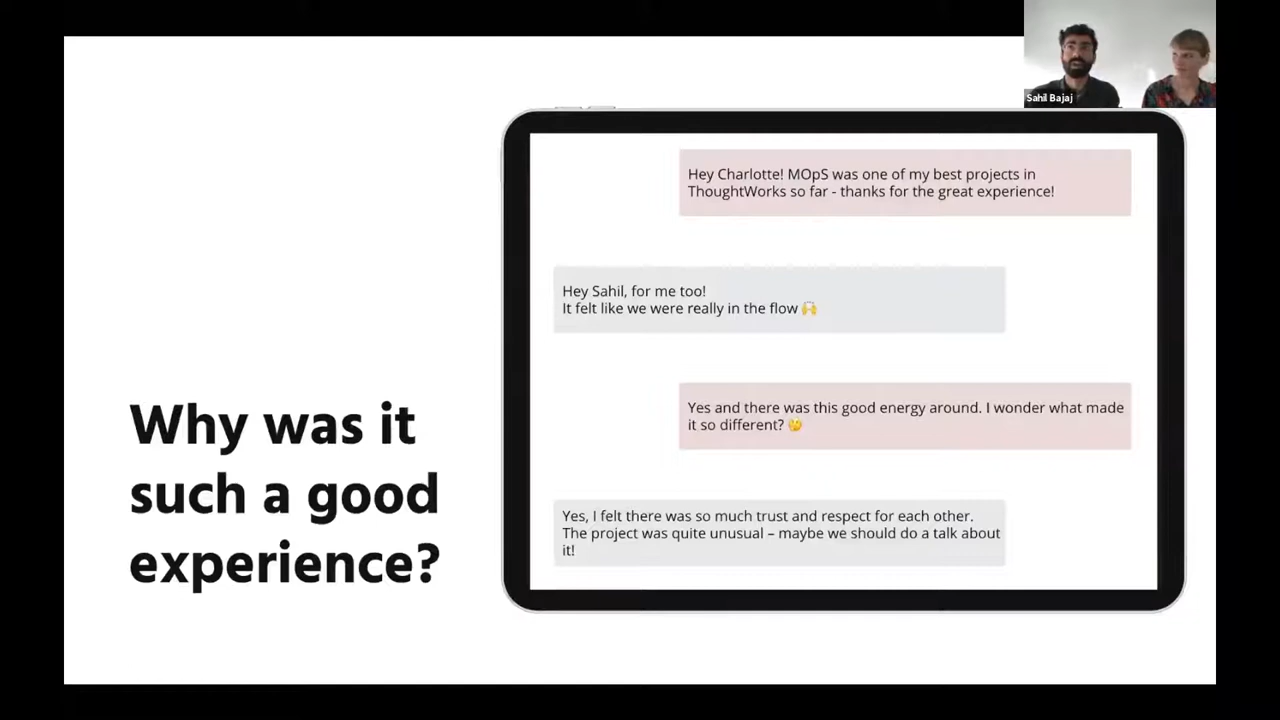 Sahil Bajaj
Why was it
such a good
experience?
Hey Charlotte! MOpS was one of my best projects in
ThoughtWorks so far - thanks for the great experience!
Hey Sahil, for me too!
It felt like we were really in the flow 🙌
Yes and there was this good energy around. I wonder what made
it so different? 🤔
Yes, I felt there was so much trust and respect for each other.
The project was quite unusual – maybe we should do a talk about
it!